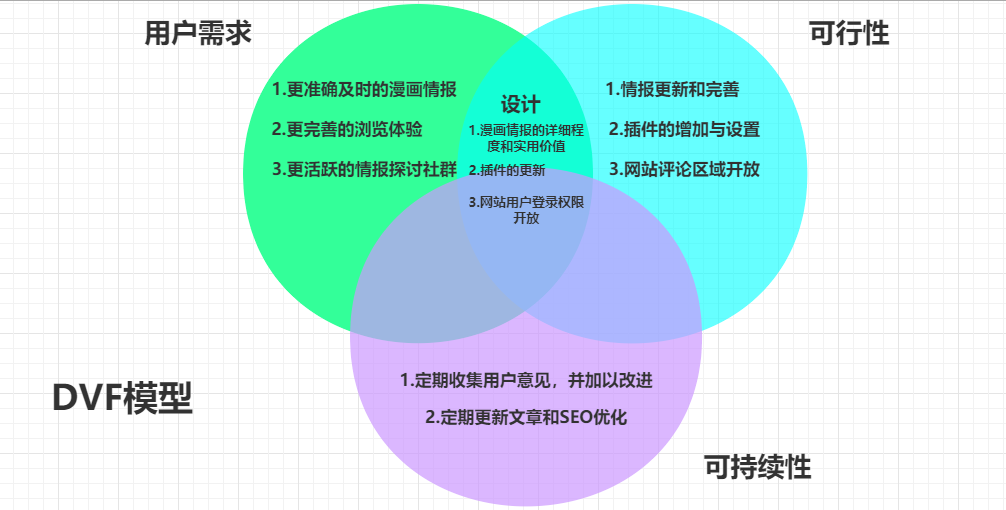 用户需求
可行性
1.更准确及时的漫画情报
2.更完善的浏览体验
3.更活跃的情报探讨社群
设计
1.漫画情报的详细程
度和实用价值
2.插件的更新
3.网站用户登录权限
开放
1.情报更新和完善
2.插件的增加与设置
3.网站评论区域开放
1.定期收集用户意见，并加以改进
2.定期更新文章和SEO优化
DVF模型
可持续性